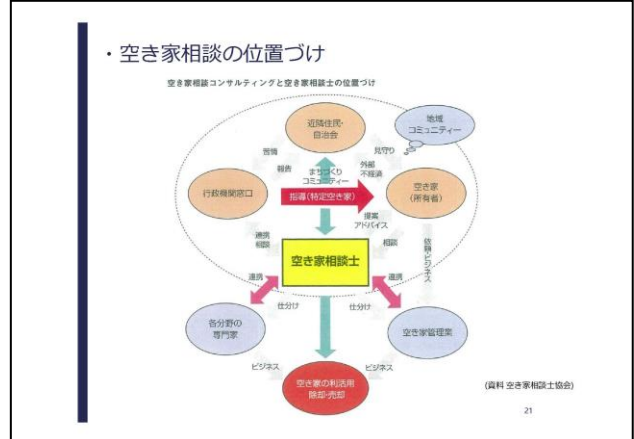 ・空き家相談の位置づけ
空き家相談コンサルティングと空き家相談士の位置づけ
近隣住民・
自治会
地域
コミュニティー
苦情
報告
まちづくり
コミュニティー
見守り
外部
不経済
行政機関窓口
指導(特定空き家)
空き家
(所有者)
連携
相談
提案
アドバイス
相談
依頼・ビジネス
空き家相談士
連携
連携
仕分け
仕分け
各分野の
専門家
空き家管理業
ビジネス
ビジネス
空き家の利活用
除却・売却
(資料 空き家相談士協会)
21